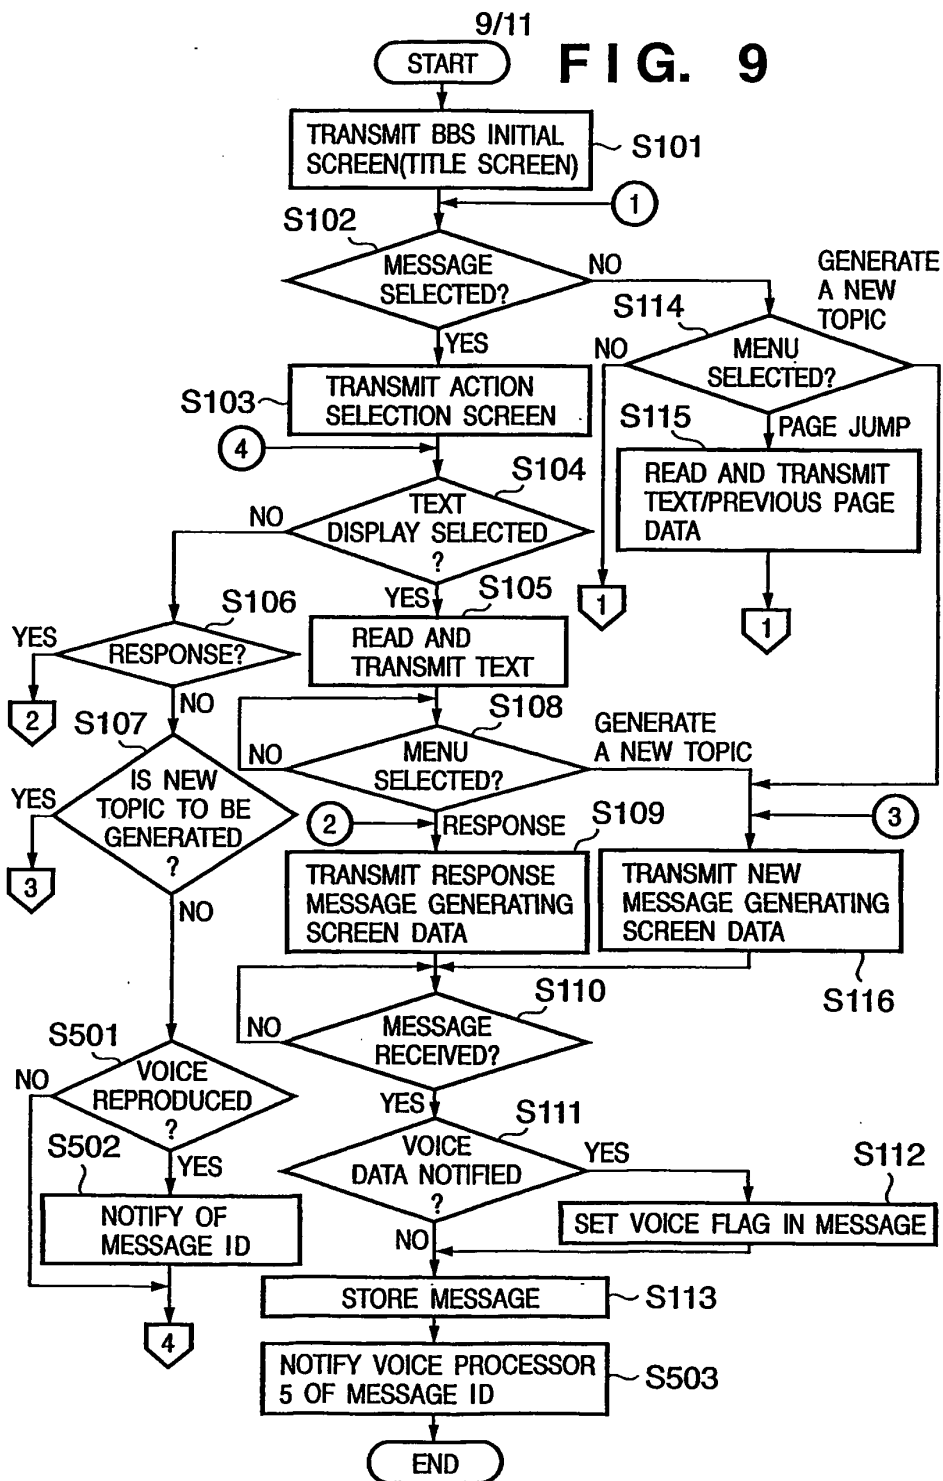 9/11
START
FIG. 9
TRANSMIT BBS INITIAL
SCREEN(TITLE SCREEN)
S101
1
S102
MESSAGE
SELECTED?
NO
YES
GENERATE
A NEW
TOPIC
S114
MENU
SELECTED?
NO
S103
TRANSMIT ACTION
SELECTION SCREEN
PAGE JUMP
S115
READ AND TRANSMIT
TEXT/PREVIOUS PAGE
DATA
4
S104
TEXT
DISPLAY SELECTED
?
NO
YES
1
1
S105
READ AND
TRANSMIT TEXT
S106
RESPONSE?
YES
NO
2
S108
MENU
SELECTED?
NO
GENERATE
A NEW TOPIC
S107
IS NEW
TOPIC TO BE
GENERATED
?
YES
NO
3
2
RESPONSE
S109
3
TRANSMIT RESPONSE
MESSAGE GENERATING
SCREEN DATA
TRANSMIT NEW
MESSAGE GENERATING
SCREEN DATA
S116
S110
MESSAGE
RECEIVED?
NO
YES
S501
VOICE
REPRODUCED
?
NO
YES
S111
VOICE
DATA NOTIFIED
?
YES
NO
S112
SET VOICE FLAG IN MESSAGE
S502
NOTIFY OF
MESSAGE ID
4
STORE MESSAGE
S113
NOTIFY VOICE PROCESSOR
5 OF MESSAGE ID
S503
END